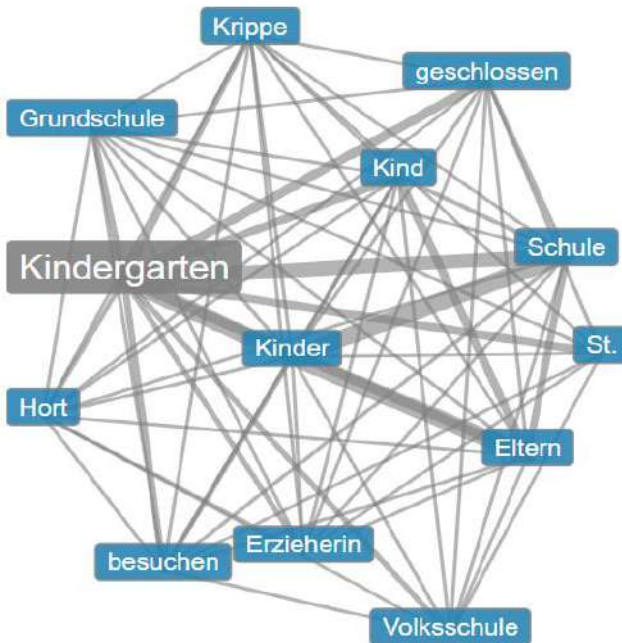 Krippe
geschlossen
Grundschule
Kind
Schule
Kindergarten
St.
Kinder
Hort
Eltern
Erzieherin
besuchen
Volksschule